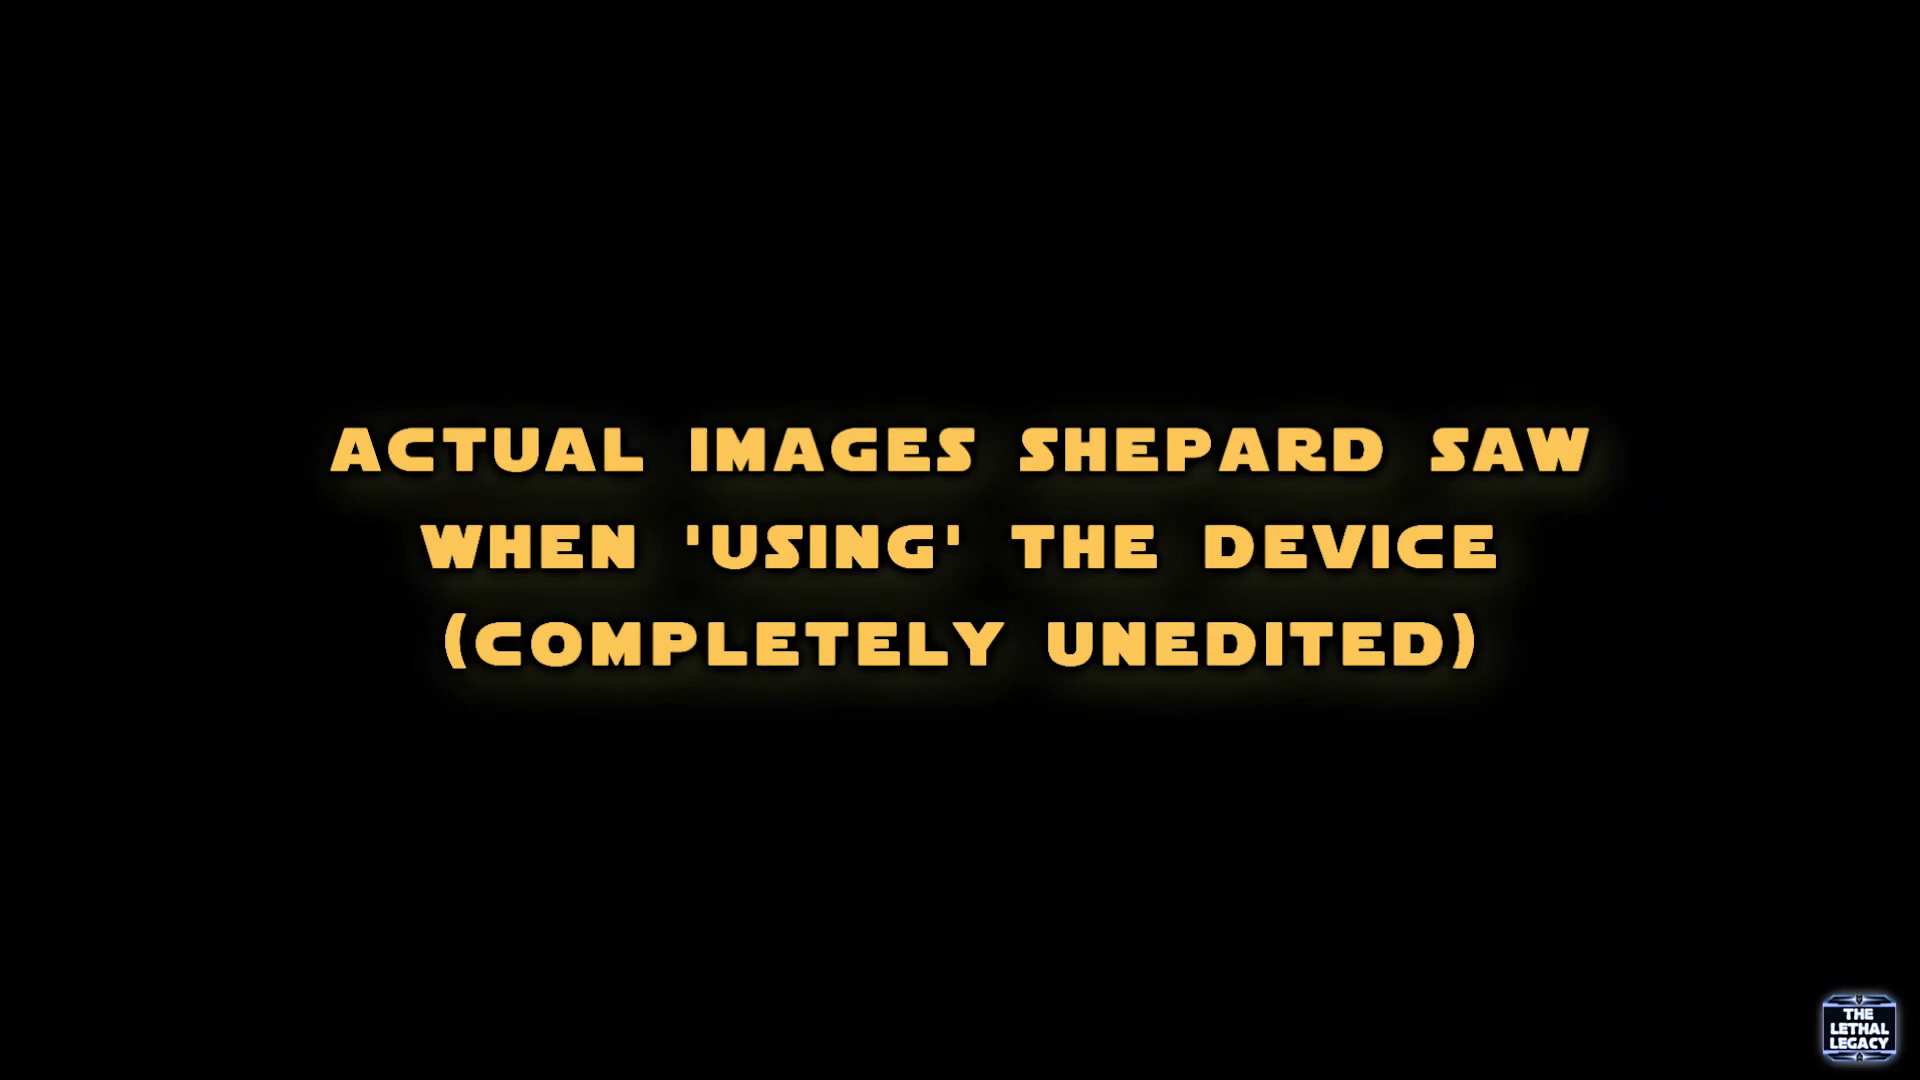 ACTUAL IMAGES SHEPARD SAW
WHEN 'USING' THE DEVICE
(COMPLETELY UNEDITED)
THE
LETHAL
LEGACY